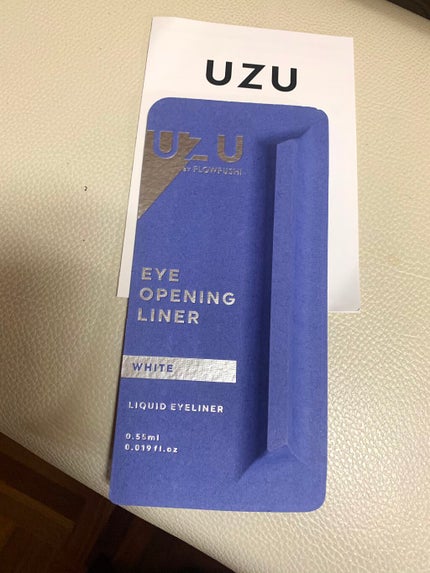 UZU
UZU
BY FLOWFUSHI
EYE
OPENING
LINER
WHITE
LIQUID EYELINER
0.55ml
0.019fl.oz